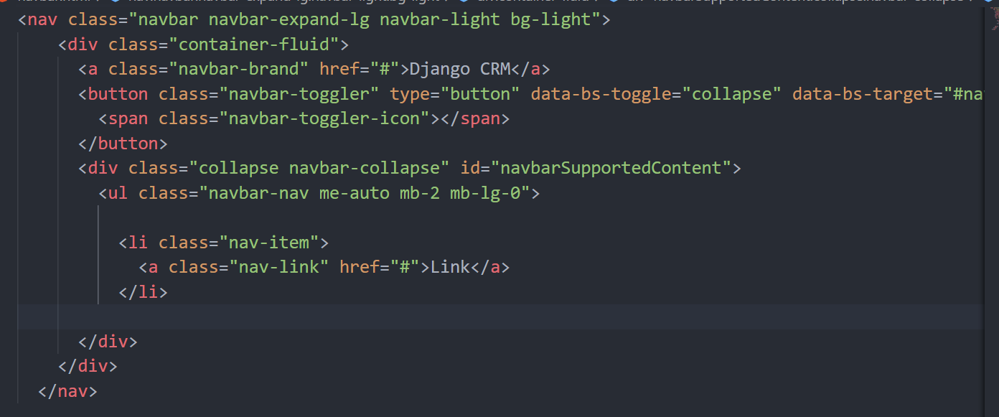 <nav class="navbar navbar-expand-lg navbar-light bg-light">
<div class="container-fluid">
<a class="navbar-brand" href="#">Django CRM</a>
<button class="navbar-toggler" type="button" data-bs-toggle="collapse" data-bs-target="#na
<span class="navbar-toggler-icon"></span>
</button>
<div class="collapse navbar-collapse" id="navbarSupportedContent">
<ul class="navbar-nav me-auto mb-2 mb-lg-0">
<li class="nav-item">
<a class="nav-link" href="#">Link</a>
</li>
</div>
</div>
</nav>